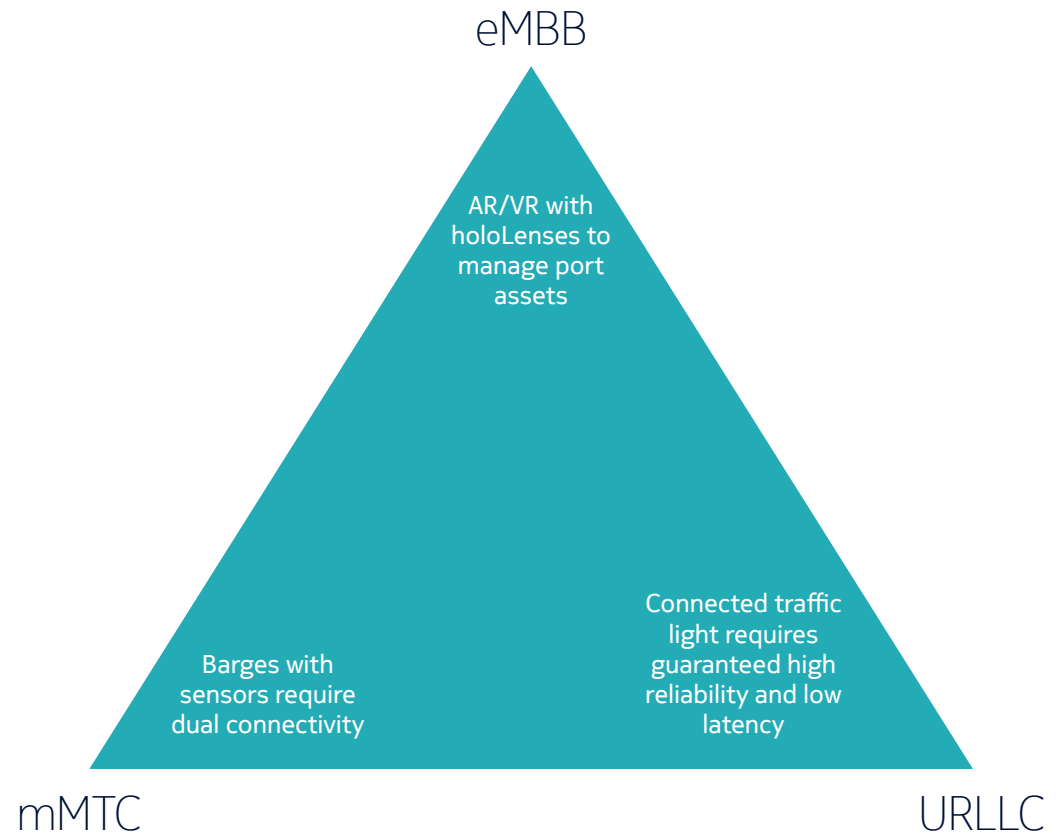 eMBB
AR/VR with
holoLenses to
manage port
assets
Barges with
sensors require
dual connectivity
Connected traffic
light requires
guaranteed high
reliability and low
latency
mMTC
URLLC